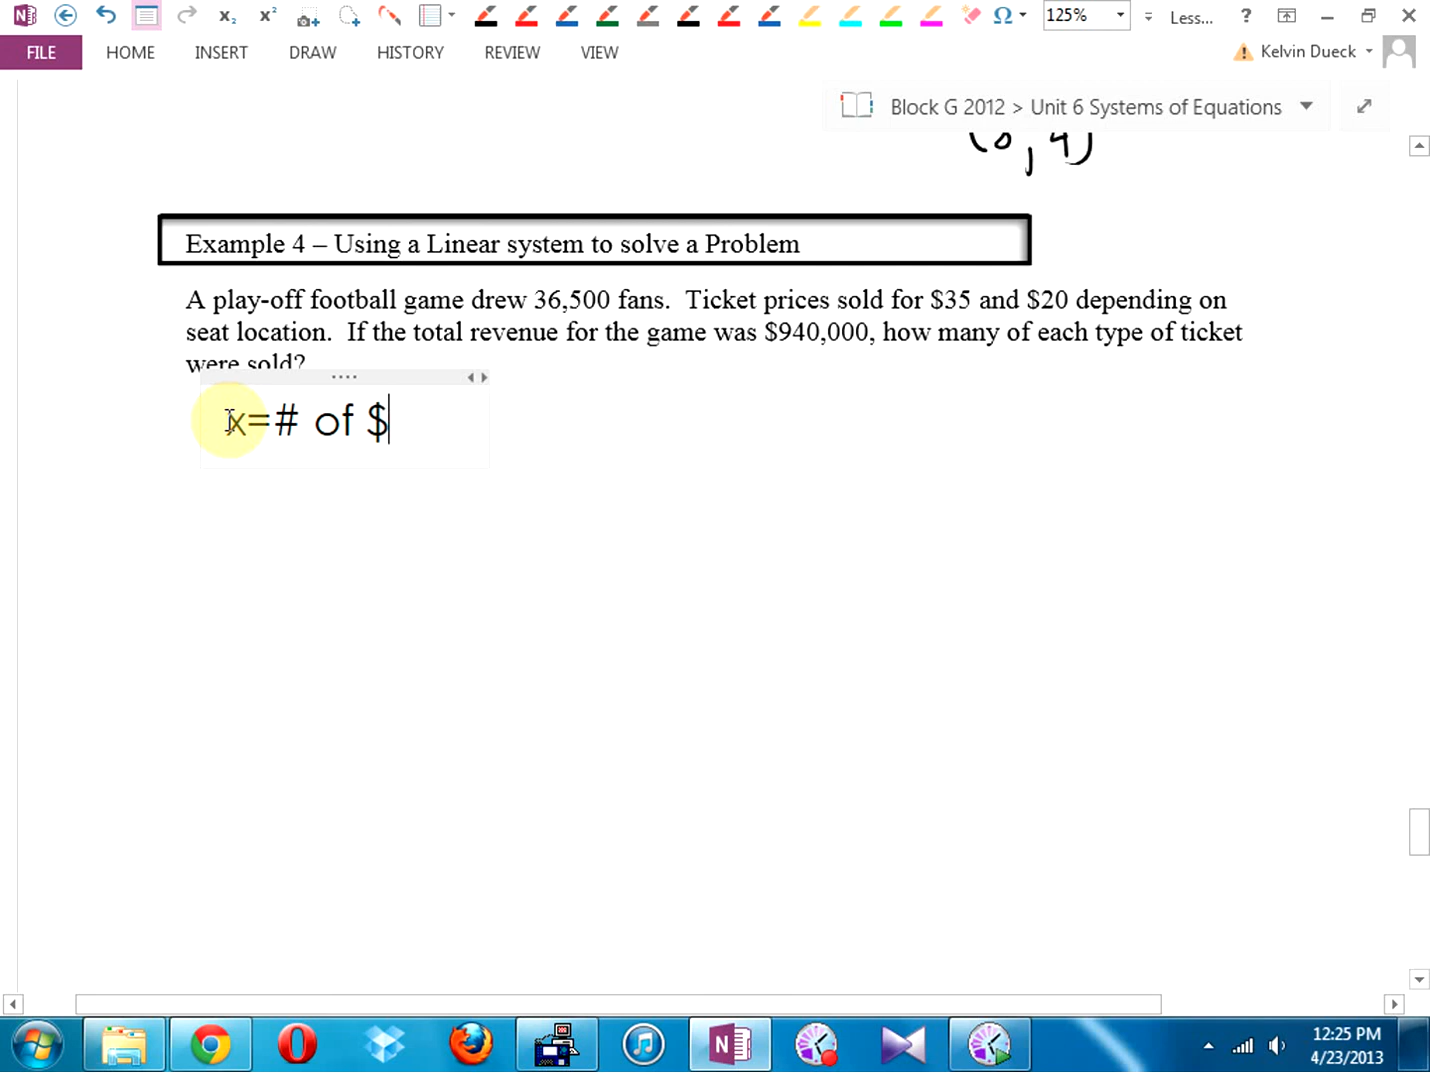 x₂ x² 125% Less... ?
FILE HOME INSERT DRAW HISTORY REVIEW VIEW Kelvin Dueck
Block G 2012 > Unit 6 Systems of Equations
Example 4 – Using a Linear system to solve a Problem
A play-off football game drew 36,500 fans. Ticket prices sold for $35 and $20 depending on
seat location. If the total revenue for the game was $940,000, how many of each type of ticket
were sold?
x=# of $
12:25 PM
4/23/2013